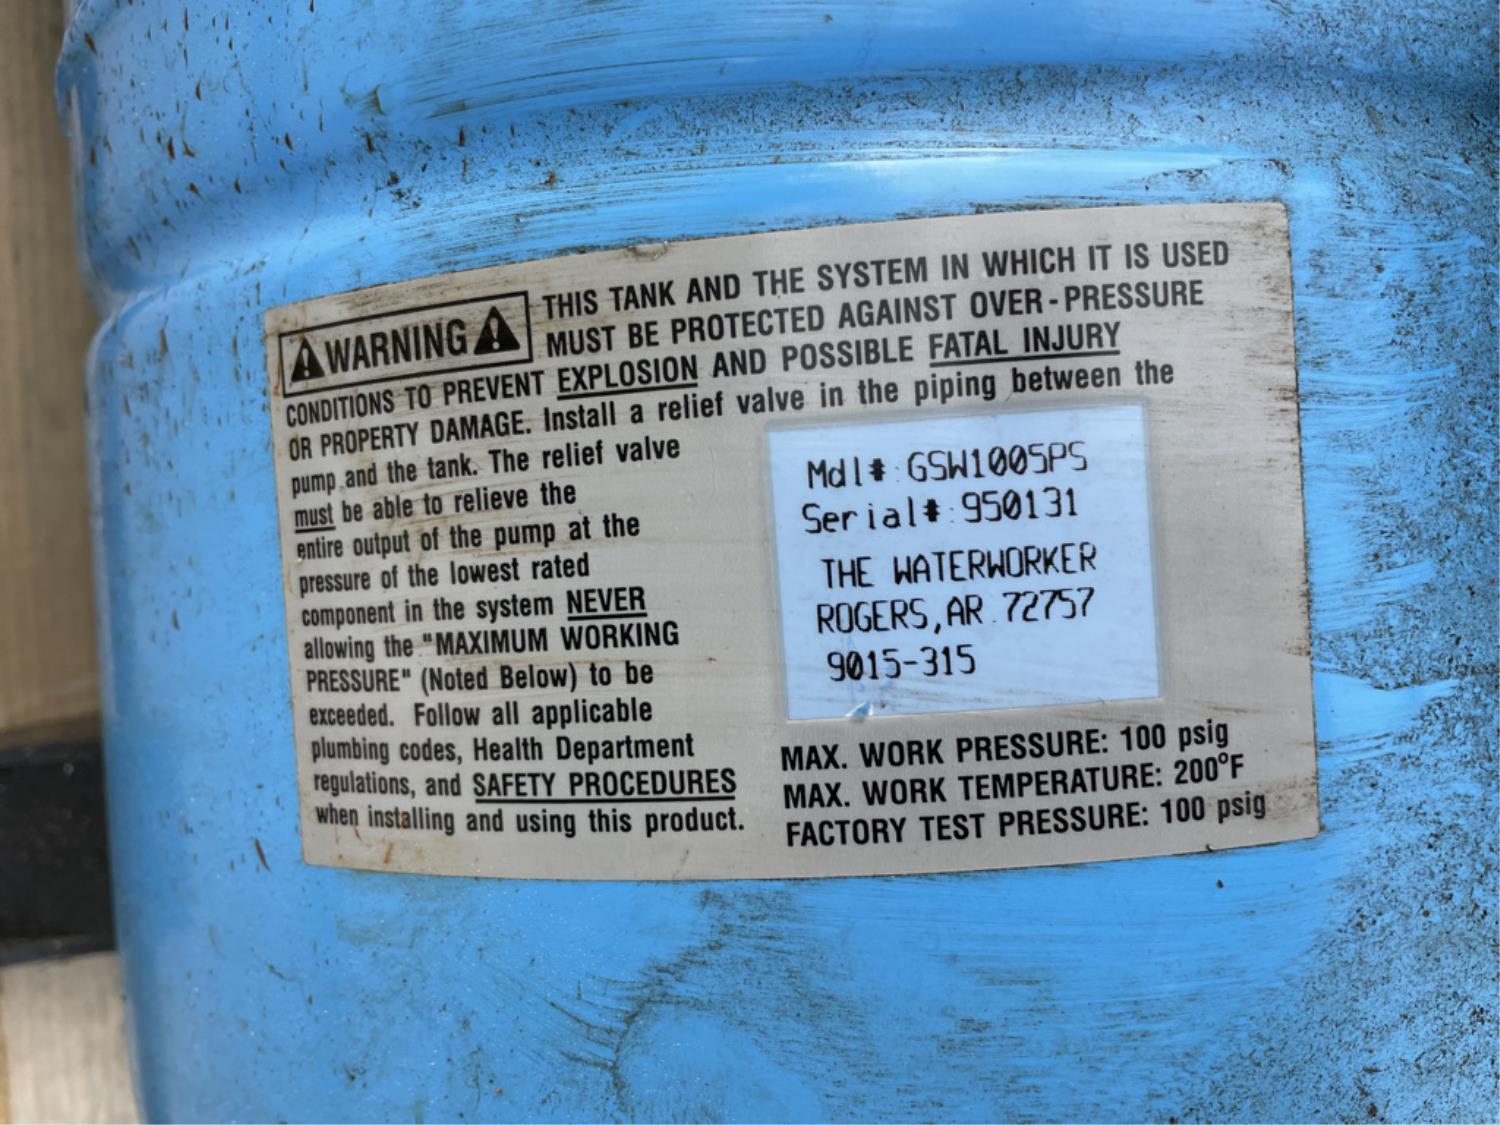 WARNING
THIS TANK AND THE SYSTEM IN WHICH IT IS USED
MUST BE PROTECTED AGAINST OVER-PRESSURE
CONDITIONS TO PREVENT EXPLOSION AND POSSIBLE FATAL INJURY
OR PROPERTY DAMAGE. Install a relief valve in the piping between the
pump and the tank. The relief valve
must be able to relieve the
entire output of the pump at the
pressure of the lowest rated
component in the system NEVER
allowing the "MAXIMUM WORKING
PRESSURE" (Noted Below) to be
exceeded. Follow all applicable
plumbing codes, Health Department
regulations, and SAFETY PROCEDURES
when installing and using this product.
Mdl#:GSW1005PS
Serial#:950131
THE WATERWORKER
ROGERS,AR.72757
9015-315
MAX. WORK PRESSURE: 100 psig
MAX. WORK TEMPERATURE: 200°F
FACTORY TEST PRESSURE: 100 psig